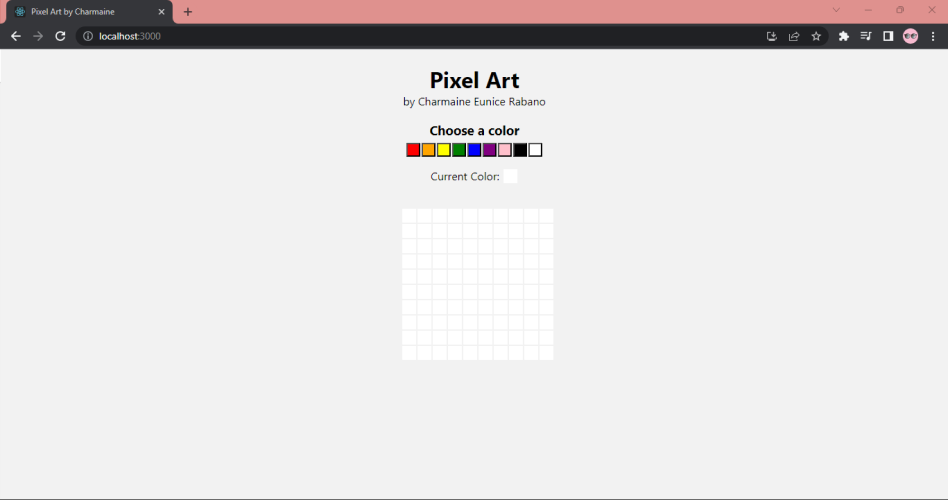 Pixel Art by Charmaine
localhost:3000
Pixel Art
by Charmaine Eunice Rabano
Choose a color
Current Color: